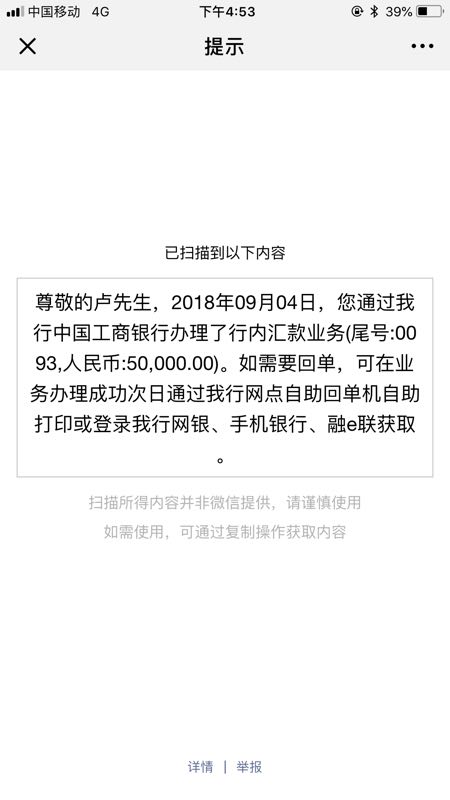 中国移动 4G 下午4:53 39%
提示
已扫描到以下内容
尊敬的卢先生，2018年09月04日，您通过我
行中国工商银行办理了行内汇款业务(尾号:00
93,人民币:50,000.00)。如需要回单，可在业
务办理成功次日通过我行网点自助回单机自助
打印或登录我行网银、手机银行、融e联获取
。
扫描所得内容并非微信提供，请谨慎使用
如需使用，可通过复制操作获取内容
详情 | 举报